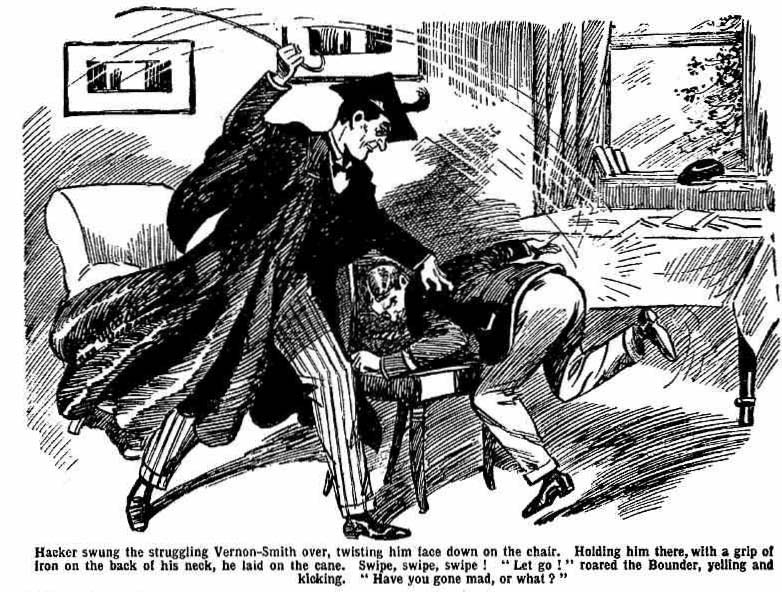 Hacker swung the struggling Vernon-Smith over, twisting him face down on the chair. Holding him there, with a grip of
iron on the back of his neck, he laid on the cane. Swipe, swipe, swipe ! " Let go ! " roared the Bounder, yelling and
kicking. " Have you gone mad, or what ? "